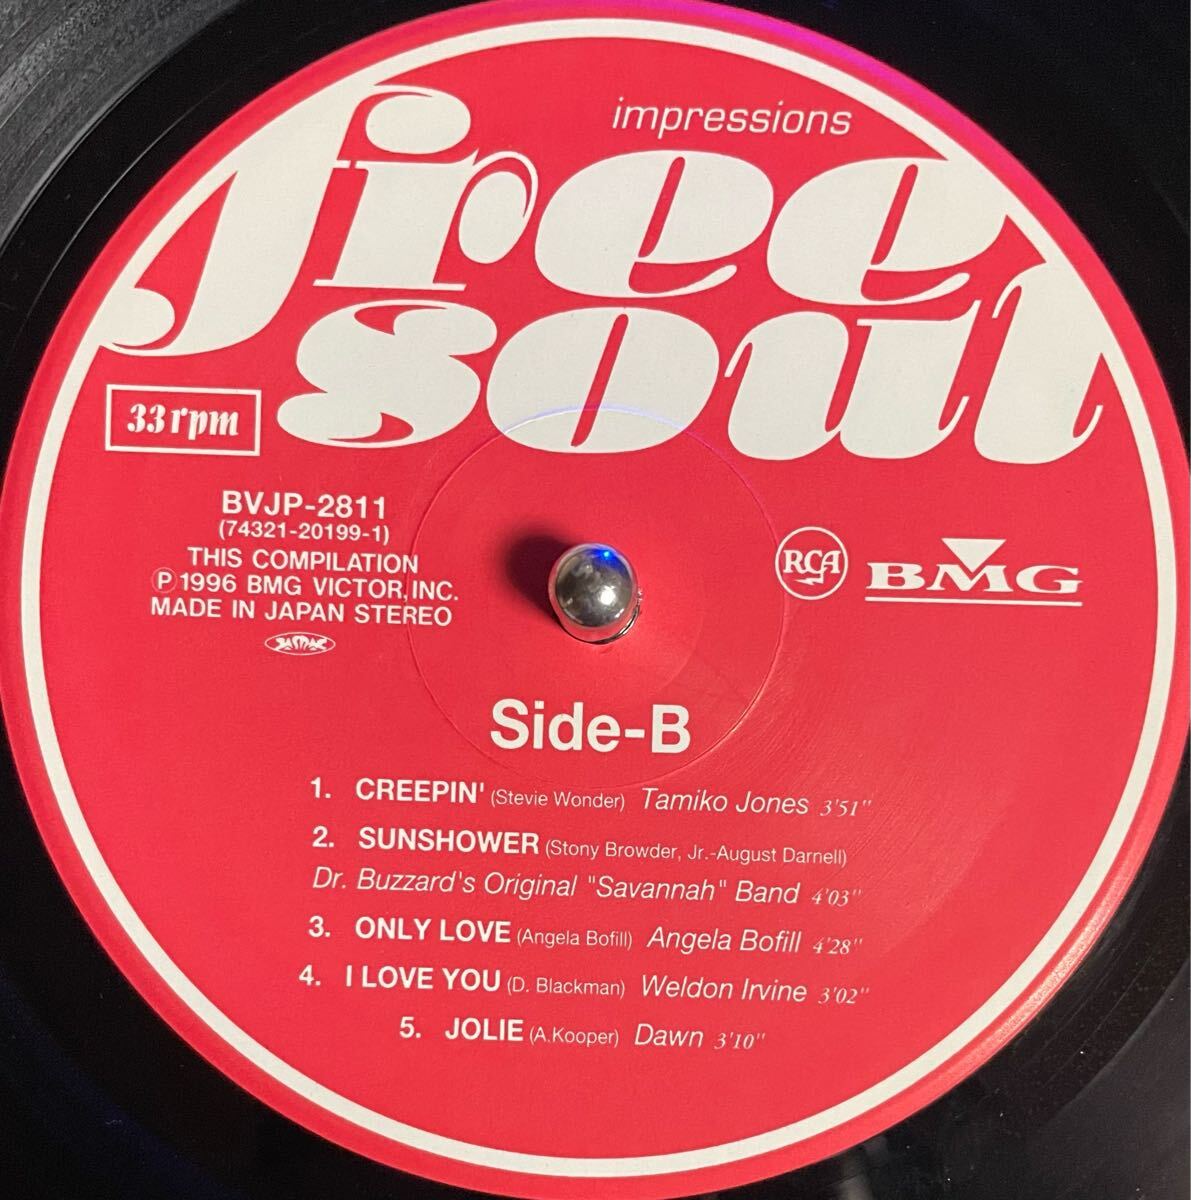 impressions
free
soul
33rpm
BVJP-2811
(74321-20199-1)
THIS COMPILATION
Ⓟ1996 BMG VICTOR, INC.
MADE IN JAPAN STEREO
JASRAC
RCA
BMG
Side-B
1. CREEPIN' (Stevie Wonder) Tamiko Jones 3'51"
2. SUNSHOWER (Stony Browder, Jr.-August Darnell)
Dr. Buzzard's Original "Savannah" Band 4'03"
3. ONLY LOVE (Angela Bofill) Angela Bofill 4'28"
4. I LOVE YOU (D. Blackman) Weldon Irvine 3'02"
5. JOLIE (A.Kooper) Dawn 3'10"